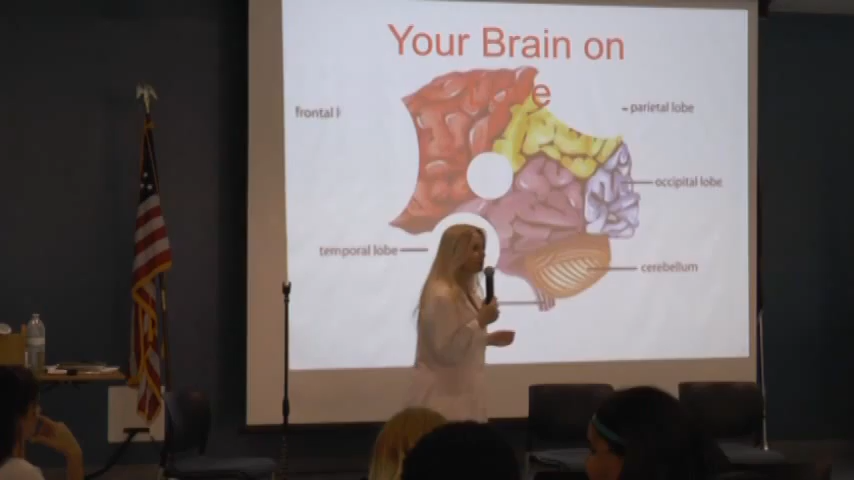 Your Brain on
e
frontal l
parietal lobe
occipital lobe
temporal lobe
cerebellum